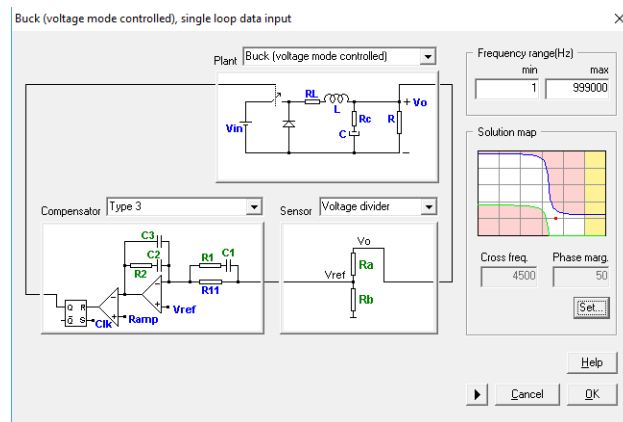 Buck (voltage mode controlled), single loop data input
Plant Buck (voltage mode controlled)
RL
L
+ Vo
Vin
Rc
R
C
Frequency range(Hz)
min max
1 999000
Solution map
Cross freq. Phase marg.
4500 50
Set...
Compensator Type 3
C3
C2
R2
R1 C1
R11
Vref
Ramp
Clk
Q R
Q S
Sensor Voltage divider
Vo
Vref
Ra
Rb
Help
Cancel OK